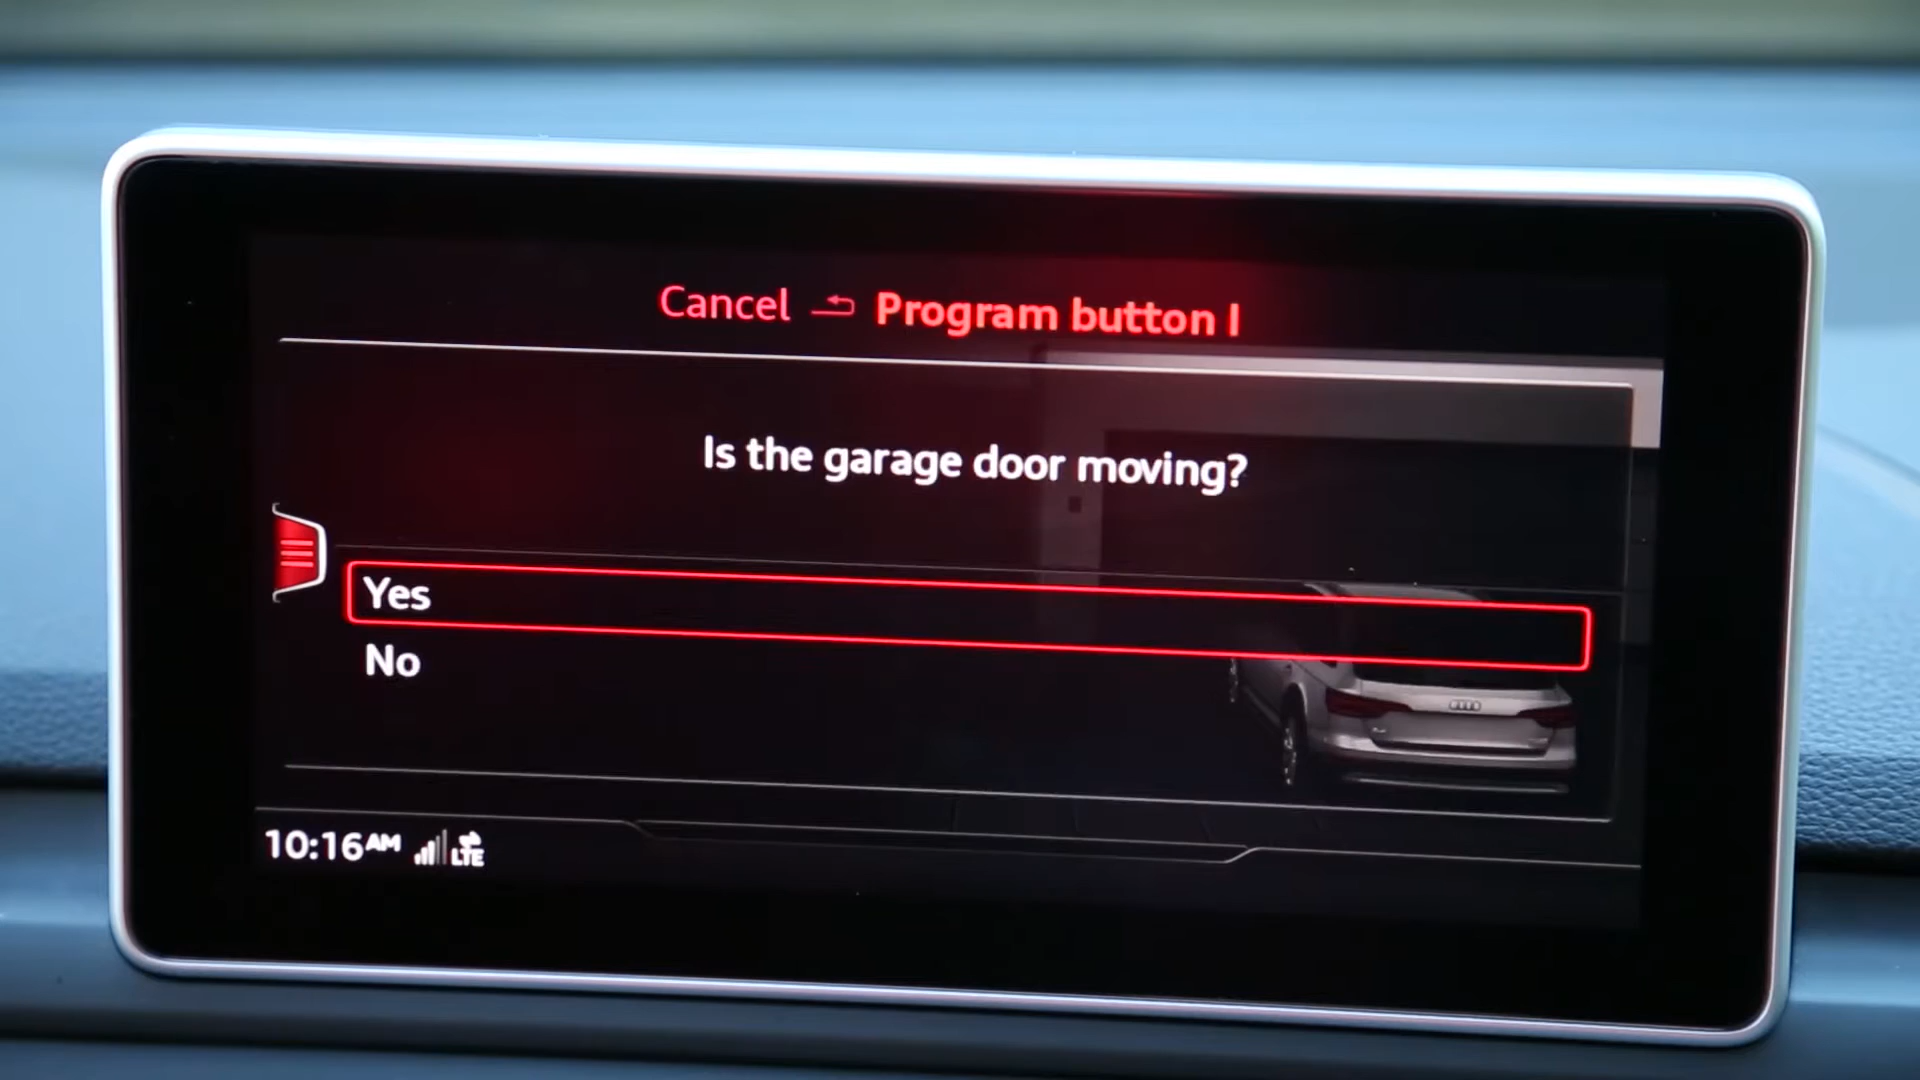 Cancel Program button I
Is the garage door moving?
Yes
No
10:16AM LTE